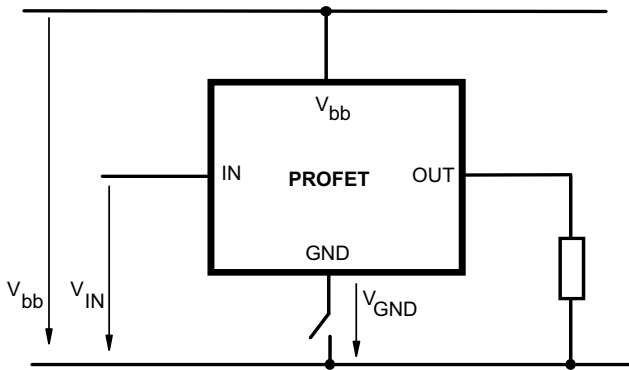 Vbb
IN
PROFET
OUT
GND
Vbb
VIN
VGND